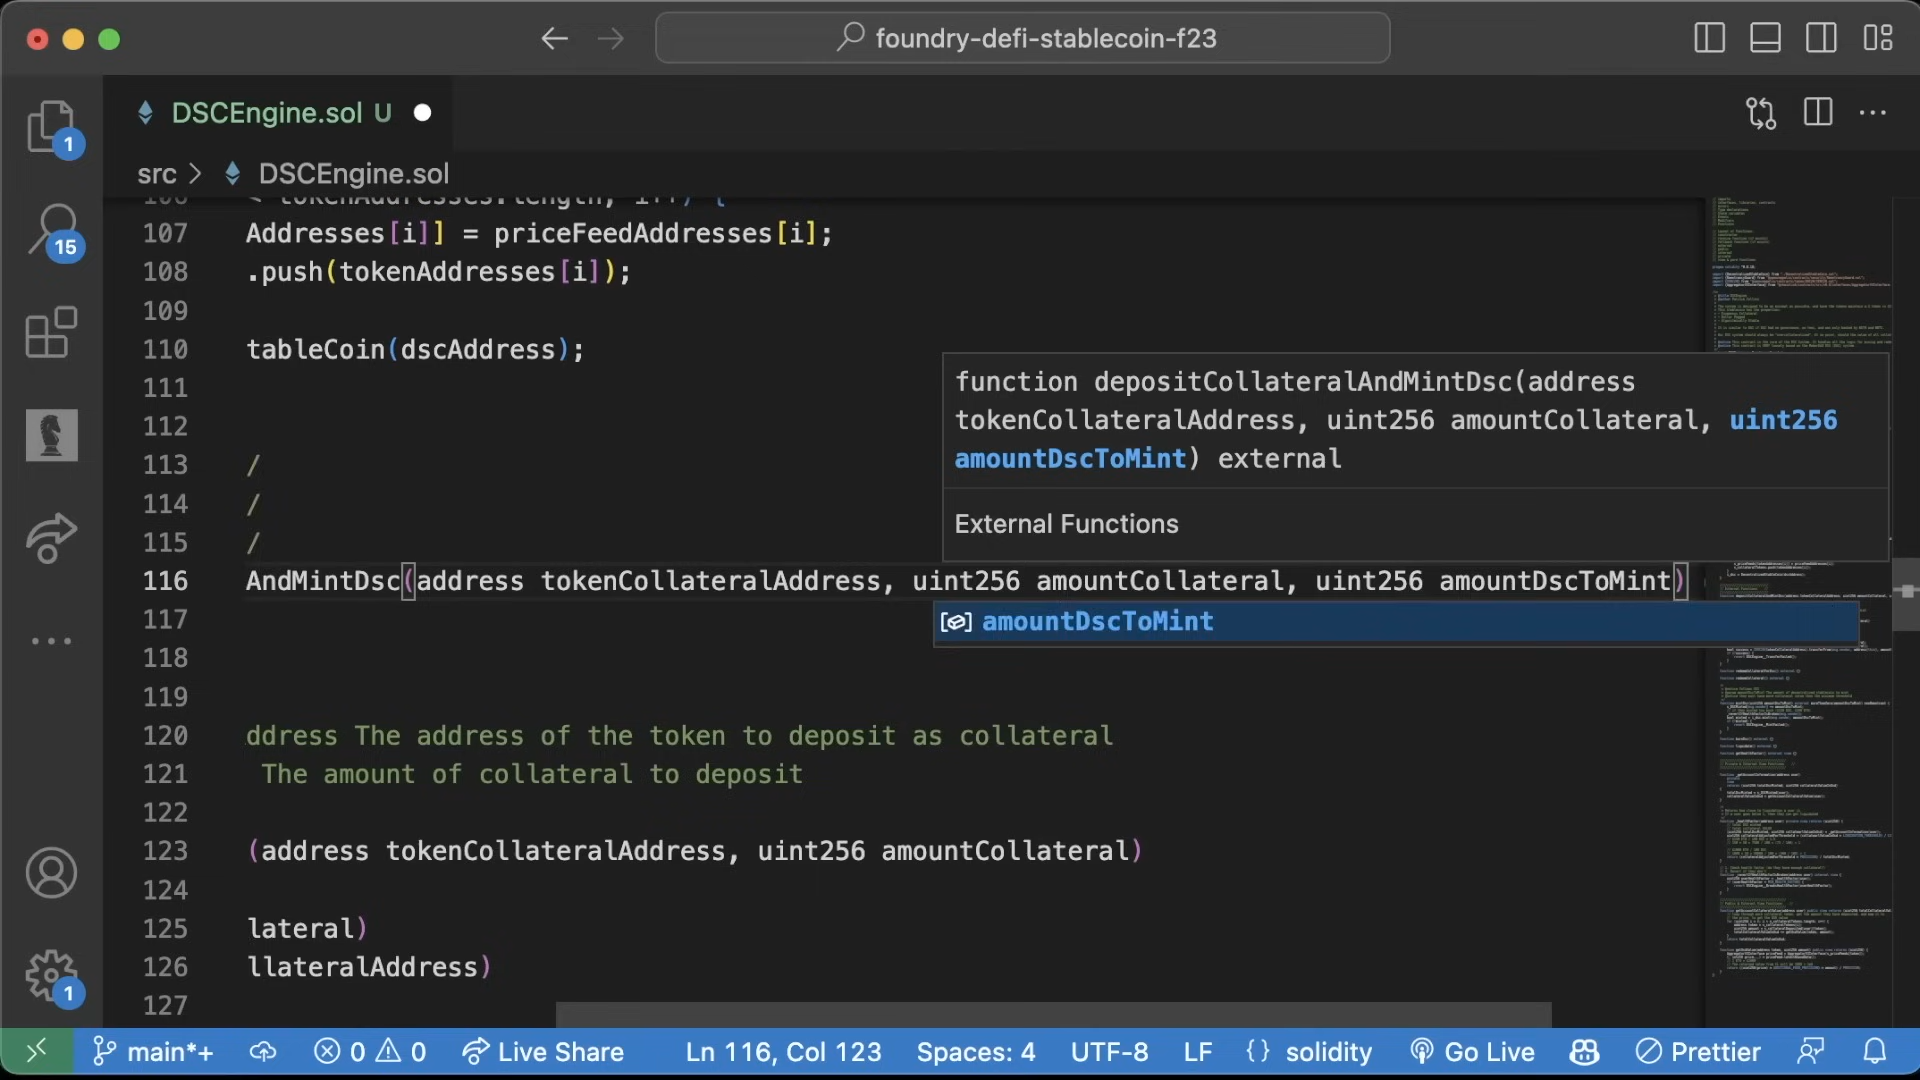 foundry-defi-stablecoin-f23
DSCEngine.sol U
1
src > DSCEngine.sol
15
106 < tokenAddresses.length; i++) {
107 Addresses[i]] = priceFeedAddresses[i];
108 .push(tokenAddresses[i]);
109
110 tableCoin(dscAddress);
111
function depositCollateralAndMintDsc(address
tokenCollateralAddress, uint256 amountCollateral, uint256
amountDscToMint) external
External Functions
112
113 /
114 /
115 /
116 AndMintDsc(address tokenCollateralAddress, uint256 amountCollateral, uint256 amountDscToMint)
117
amountDscToMint
118
119
120 ddress The address of the token to deposit as collateral
121 The amount of collateral to deposit
122
123 (address tokenCollateralAddress, uint256 amountCollateral)
124
125 lateral)
126 llateralAddress)
127
1
main*+ 0 0 Live Share Ln 116, Col 123 Spaces: 4 UTF-8 LF {} solidity Go Live Prettier